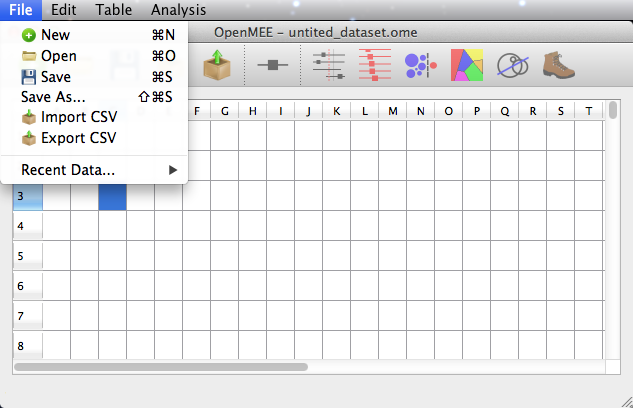 File Edit Table Analysis
OpenMEE – untited_dataset.ome
New ⌘N
Open ⌘O
Save ⌘S
Save As... ⇧⌘S
Import CSV
Export CSV
Recent Data...
F G H I J K L M N O P Q R S T
3
4
5
6
7
8